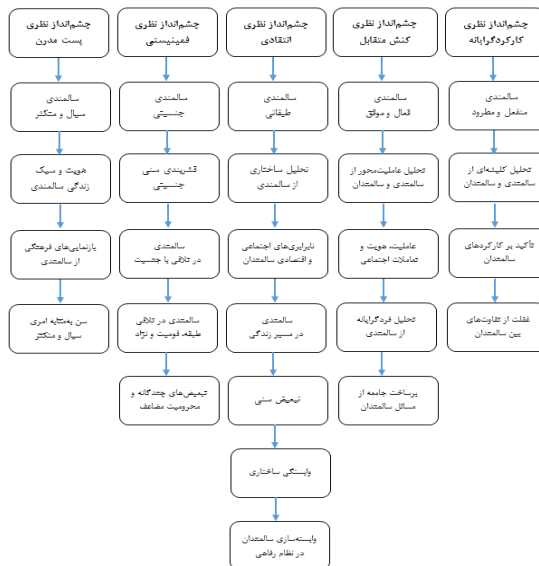 چشم‌انداز نظری
کارکردگرایانه
سالمندی
منفعل و مطرود
تحلیل کلیشه‌ای از
سالمتدی و سالمتدان
تأکید بر کارکردهای
سالمندان
غفلت از تفاوت‌های
بین سالمندان
چشم‌انداز نظری
کنش متقابل
سالمندی
فعال و موفق
تحلیل عاملیت‌محور از
سالمتدی و سالمتدان
عاملیت، هویت و
تعاملات اجتماعی
تحلیل فردگرایانه
از سالمندی
برساخت جامعه از
مسائل سالمندان
چشم‌انداز نظری
انتقادی
سالمندی
طبقاتی
تحلیل ساختاری
از سالمندی
نابرابری‌های اجتماعی
و اقتصادی سالمندان
سالمندی
در مسیر زندگی
تبعیض سنی
وابستگی ساختاری
وابسته‌سازی سالمندان
در نظام رفاهی
چشم‌انداز نظری
فمینیستی
سالمندی
جنسیتی
قشربندی سنی
جنسیتی
سالمندی
در تلاقی با جنسیت
سالمندی در تلاقی
طبقه، قومیت و نژاد
تبعیض‌های چندگانه و
محرومیت مضاعف
چشم‌انداز نظری
پست مدرن
سالمندی
سیال و متکثر
هویت و سبک
زندگی سالمندی
بازنمایی‌های فرهنگی
از سالمندی
سن به‌مثابه امری
سیال و متکثر